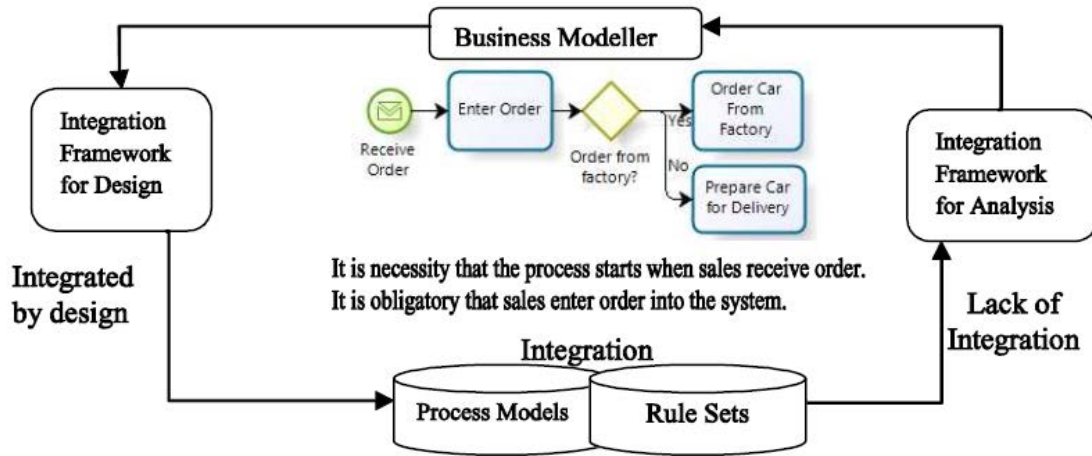 Business Modeller
Integration
Framework
for Design
Receive
Order
Enter Order
Order from
factory?
Yes
No
Order Car
From
Factory
Prepare Car
for Delivery
Integration
Framework
for Analysis
Integrated
by design
It is necessity that the process starts when sales receive order.
It is obligatory that sales enter order into the system.
Lack of
Integration
Integration
Process Models
Rule Sets